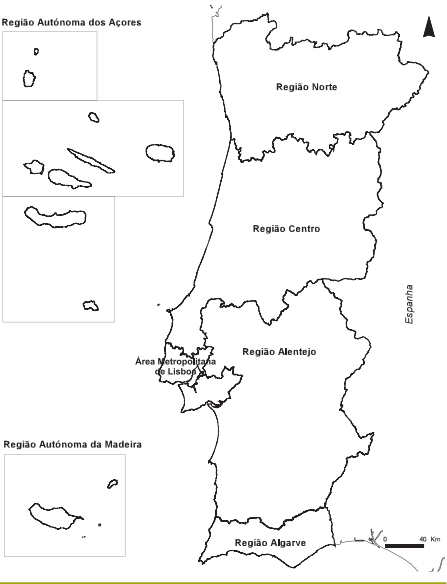 Região Autónoma dos Açores
Região Norte
Região Centro
Espanha
Área Metropolitana
de Lisboa
Região Alentejo
Região Autónoma da Madeira
Região Algarve
0 40 Km